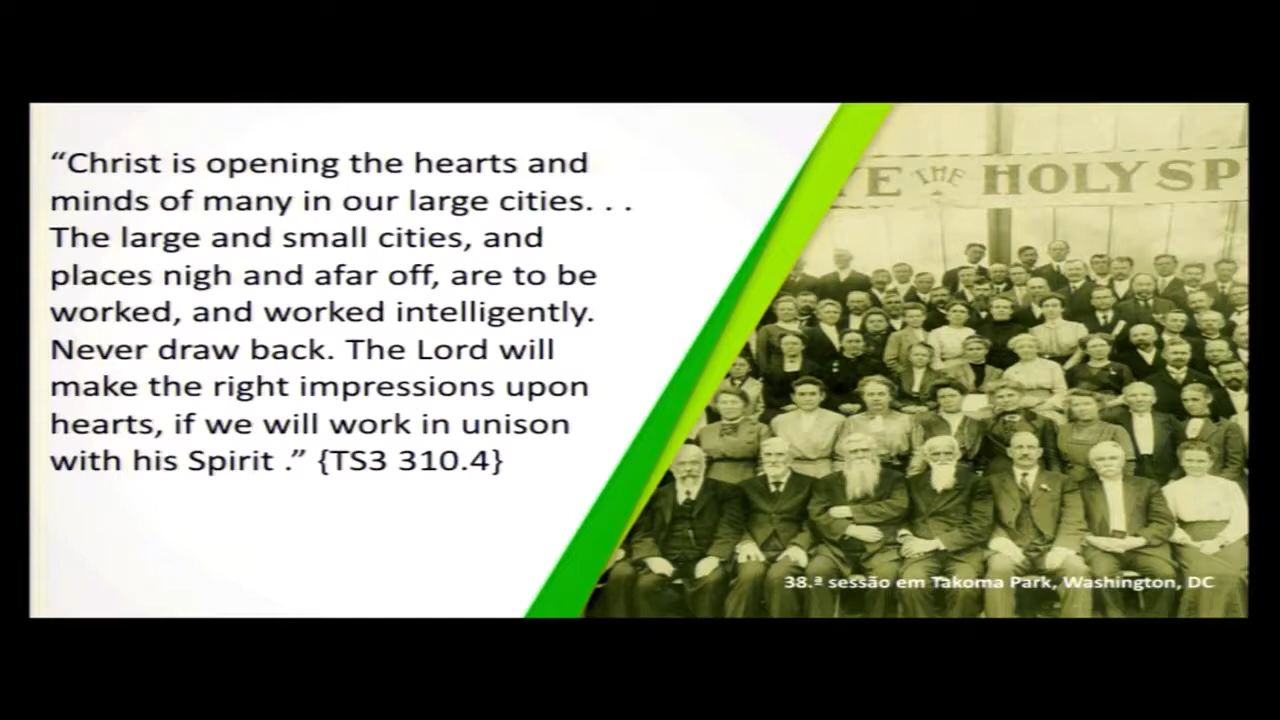 “Christ is opening the hearts and
minds of many in our large cities. . .
The large and small cities, and
places nigh and afar off, are to be
worked, and worked intelligently.
Never draw back. The Lord will
make the right impressions upon
hearts, if we will work in unison
with his Spirit .” {TS3 310.4}
YE THE HOLY SP
38.ª sessão em Takoma Park, Washington, DC